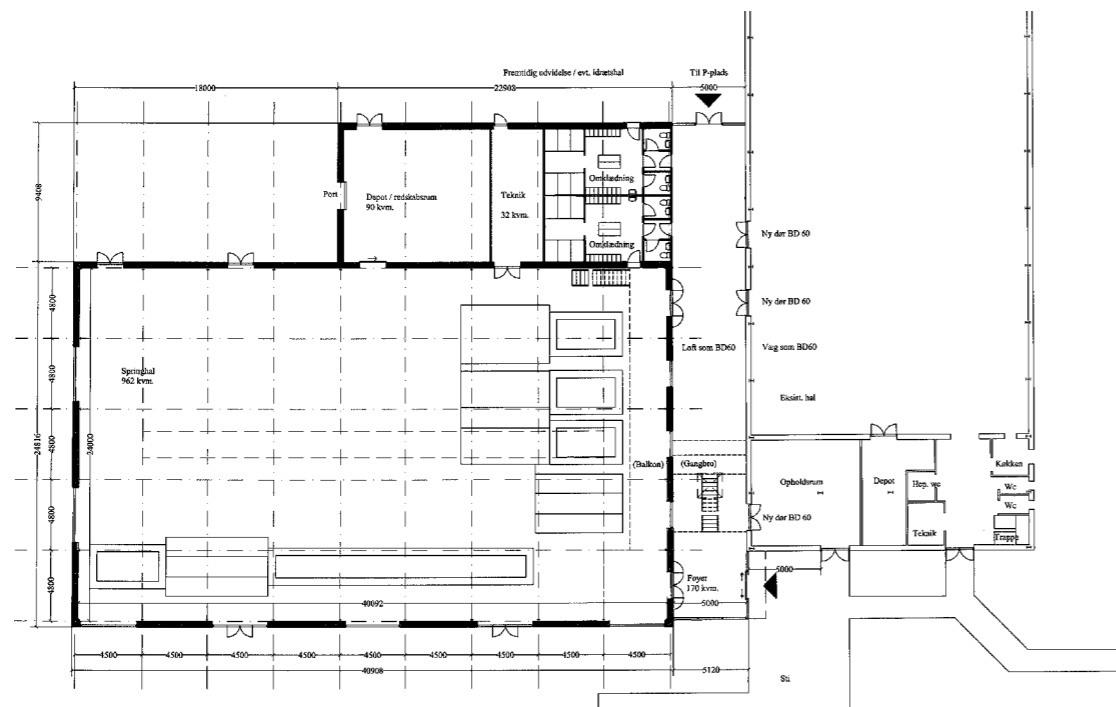 Fremtidig udvidelse / evt. idrætshal
Til P-plads
18000
22908
5000
9408
Port
Depot / redskabsrum
90 kvm.
Teknik
32 kvm.
Omklædning
Omklædning
Ny dør BD 60
Ny dør BD 60
4800
4800
4800
4800
4800
24816
24000
Springhal
962 kvm.
Loft som BD60
Væg som BD60
Eksist. hal
(Balkon)
(Gangbro)
Opholdsrum
Depot
Hcp. wc
Køkken
Wc
Wc
Teknik
Trappe
Ny dør BD 60
5000
Foyer
170 kvm.
40092
5000
4500
4500
4500
4500
4500
4500
4500
4500
4500
40908
5120
Sti